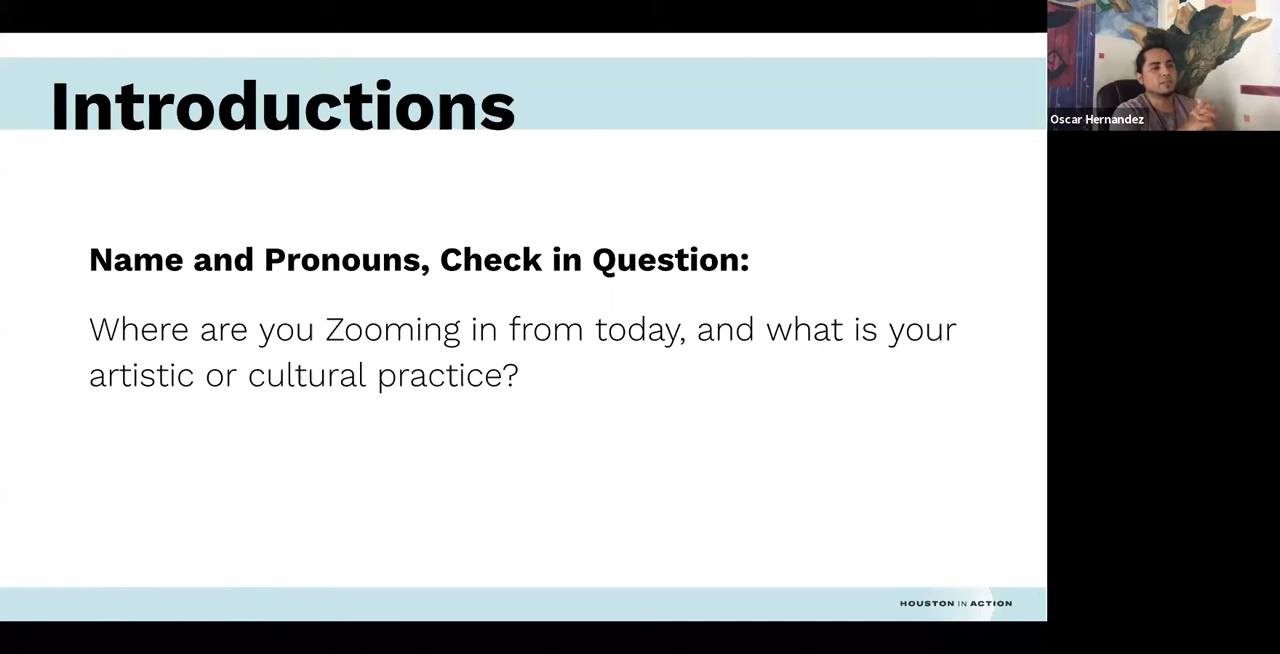 Introductions
Oscar Hernandez
Name and Pronouns, Check in Question:
Where are you Zooming in from today, and what is your
artistic or cultural practice?
HOUSTON IN ACTION